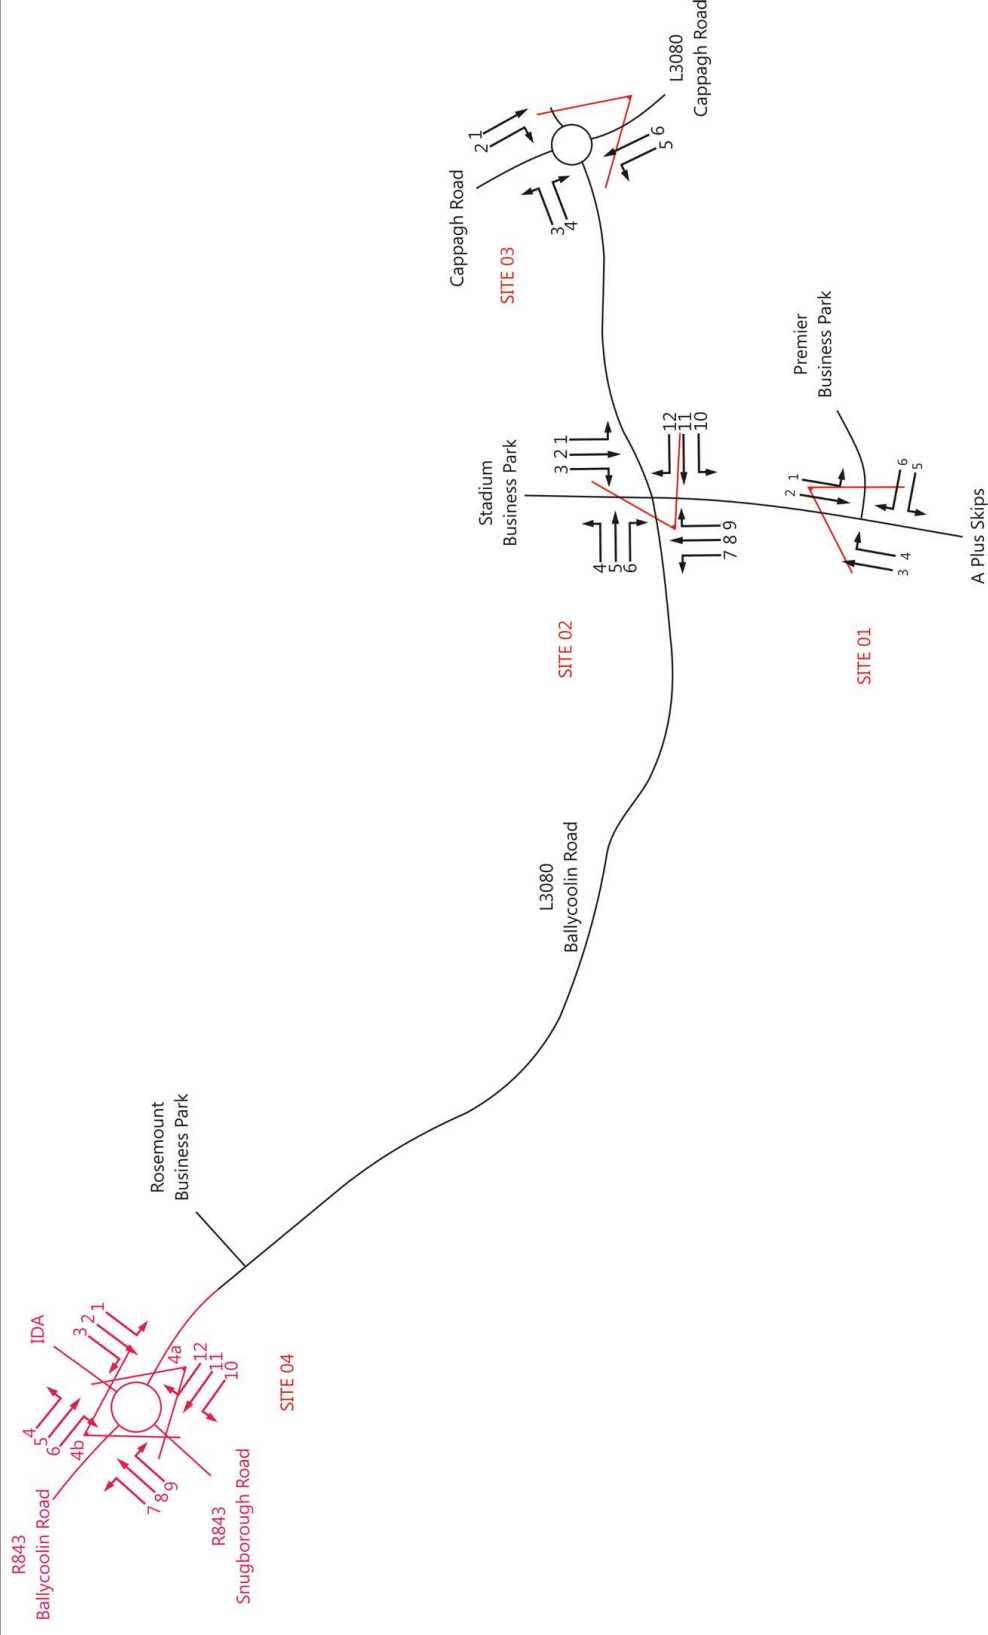 R843
Ballycoolin Road
IDA
1
2
3
4
5
6
4b
4a
7
8
9
12
11
10
R843
Snugborough Road
SITE 04
Rosemount
Business Park
L3080
Ballycoolin Road
SITE 02
Stadium
Business Park
3 2 1
4
5
6
7 8 9
12
11
10
Cappagh Road
SITE 03
2 1
3
4
6
5
L3080
Cappagh Road
Premier
Business Park
2 1
3 4
6
5
SITE 01
A Plus Skips